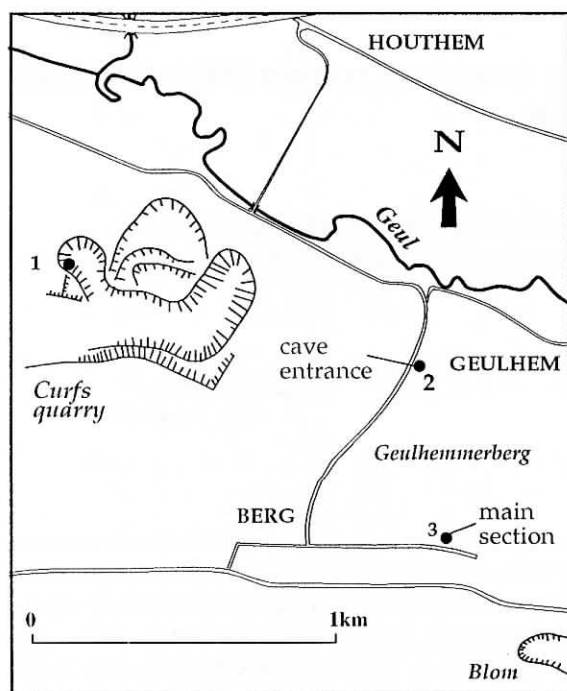 HOUTHEM
N
Geul
1
cave
entrance
2
GEULHEM
Curfs
quarry
Geulhemmerberg
BERG
3
main
section
0
1km
Blom